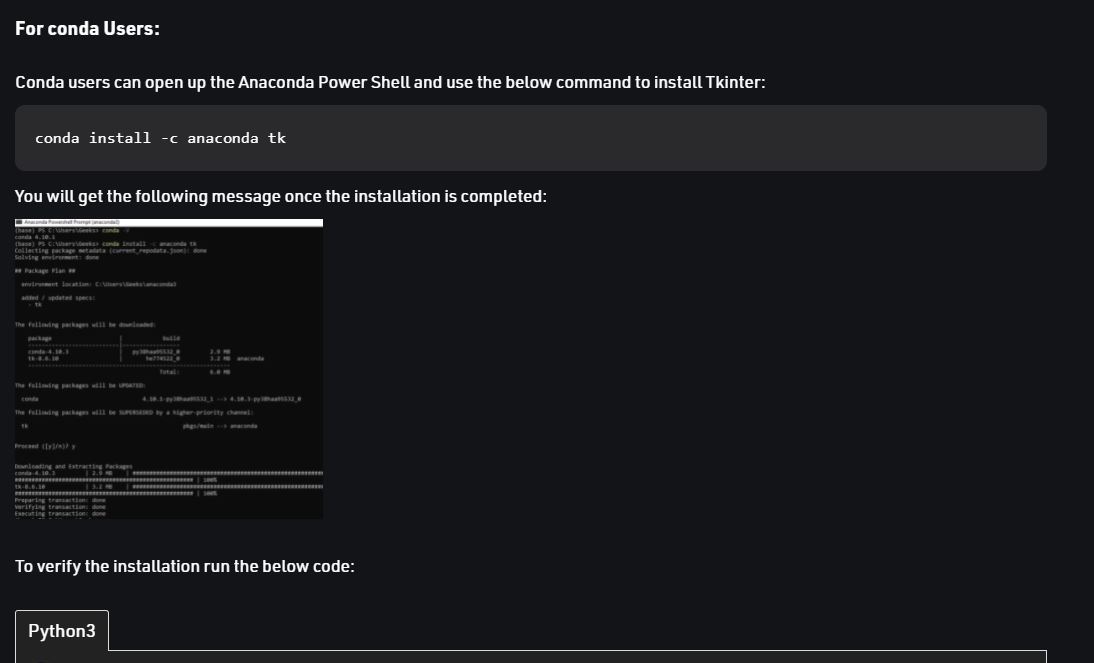 For conda Users:
Conda users can open up the Anaconda Power Shell and use the below command to install Tkinter:
conda install -c anaconda tk
You will get the following message once the installation is completed:
Anaconda Powershell Prompt (anaconda3)
(base) PS C:\Users\Geeks> conda -V
conda 4.10.1
(base) PS C:\Users\Geeks> conda install -c anaconda tk
Collecting package metadata (current_repodata.json): done
Solving environment: done
## Package Plan ##
environment location: C:\Users\Geeks\anaconda3
added / updated specs:
- tk
The following packages will be downloaded:
package | build
conda-4.10.3 | py38haa95532_0 2.9 MB
tk-8.6.10 | he774522_0 3.2 MB anaconda
Total: 6.0 MB
The following packages will be UPDATED:
conda 4.10.1-py38haa95532_1 --> 4.10.3-py38haa95532_0
The following packages will be SUPERSEDED by a higher-priority channel:
tk pkgs/main --> anaconda
Proceed ([y]/n)? y
Downloading and Extracting Packages
conda-4.10.3 | 2.9 MB |
| 100%
tk-8.6.10 | 3.2 MB |
| 100%
Preparing transaction: done
Verifying transaction: done
Executing transaction: done
To verify the installation run the below code:
Python3